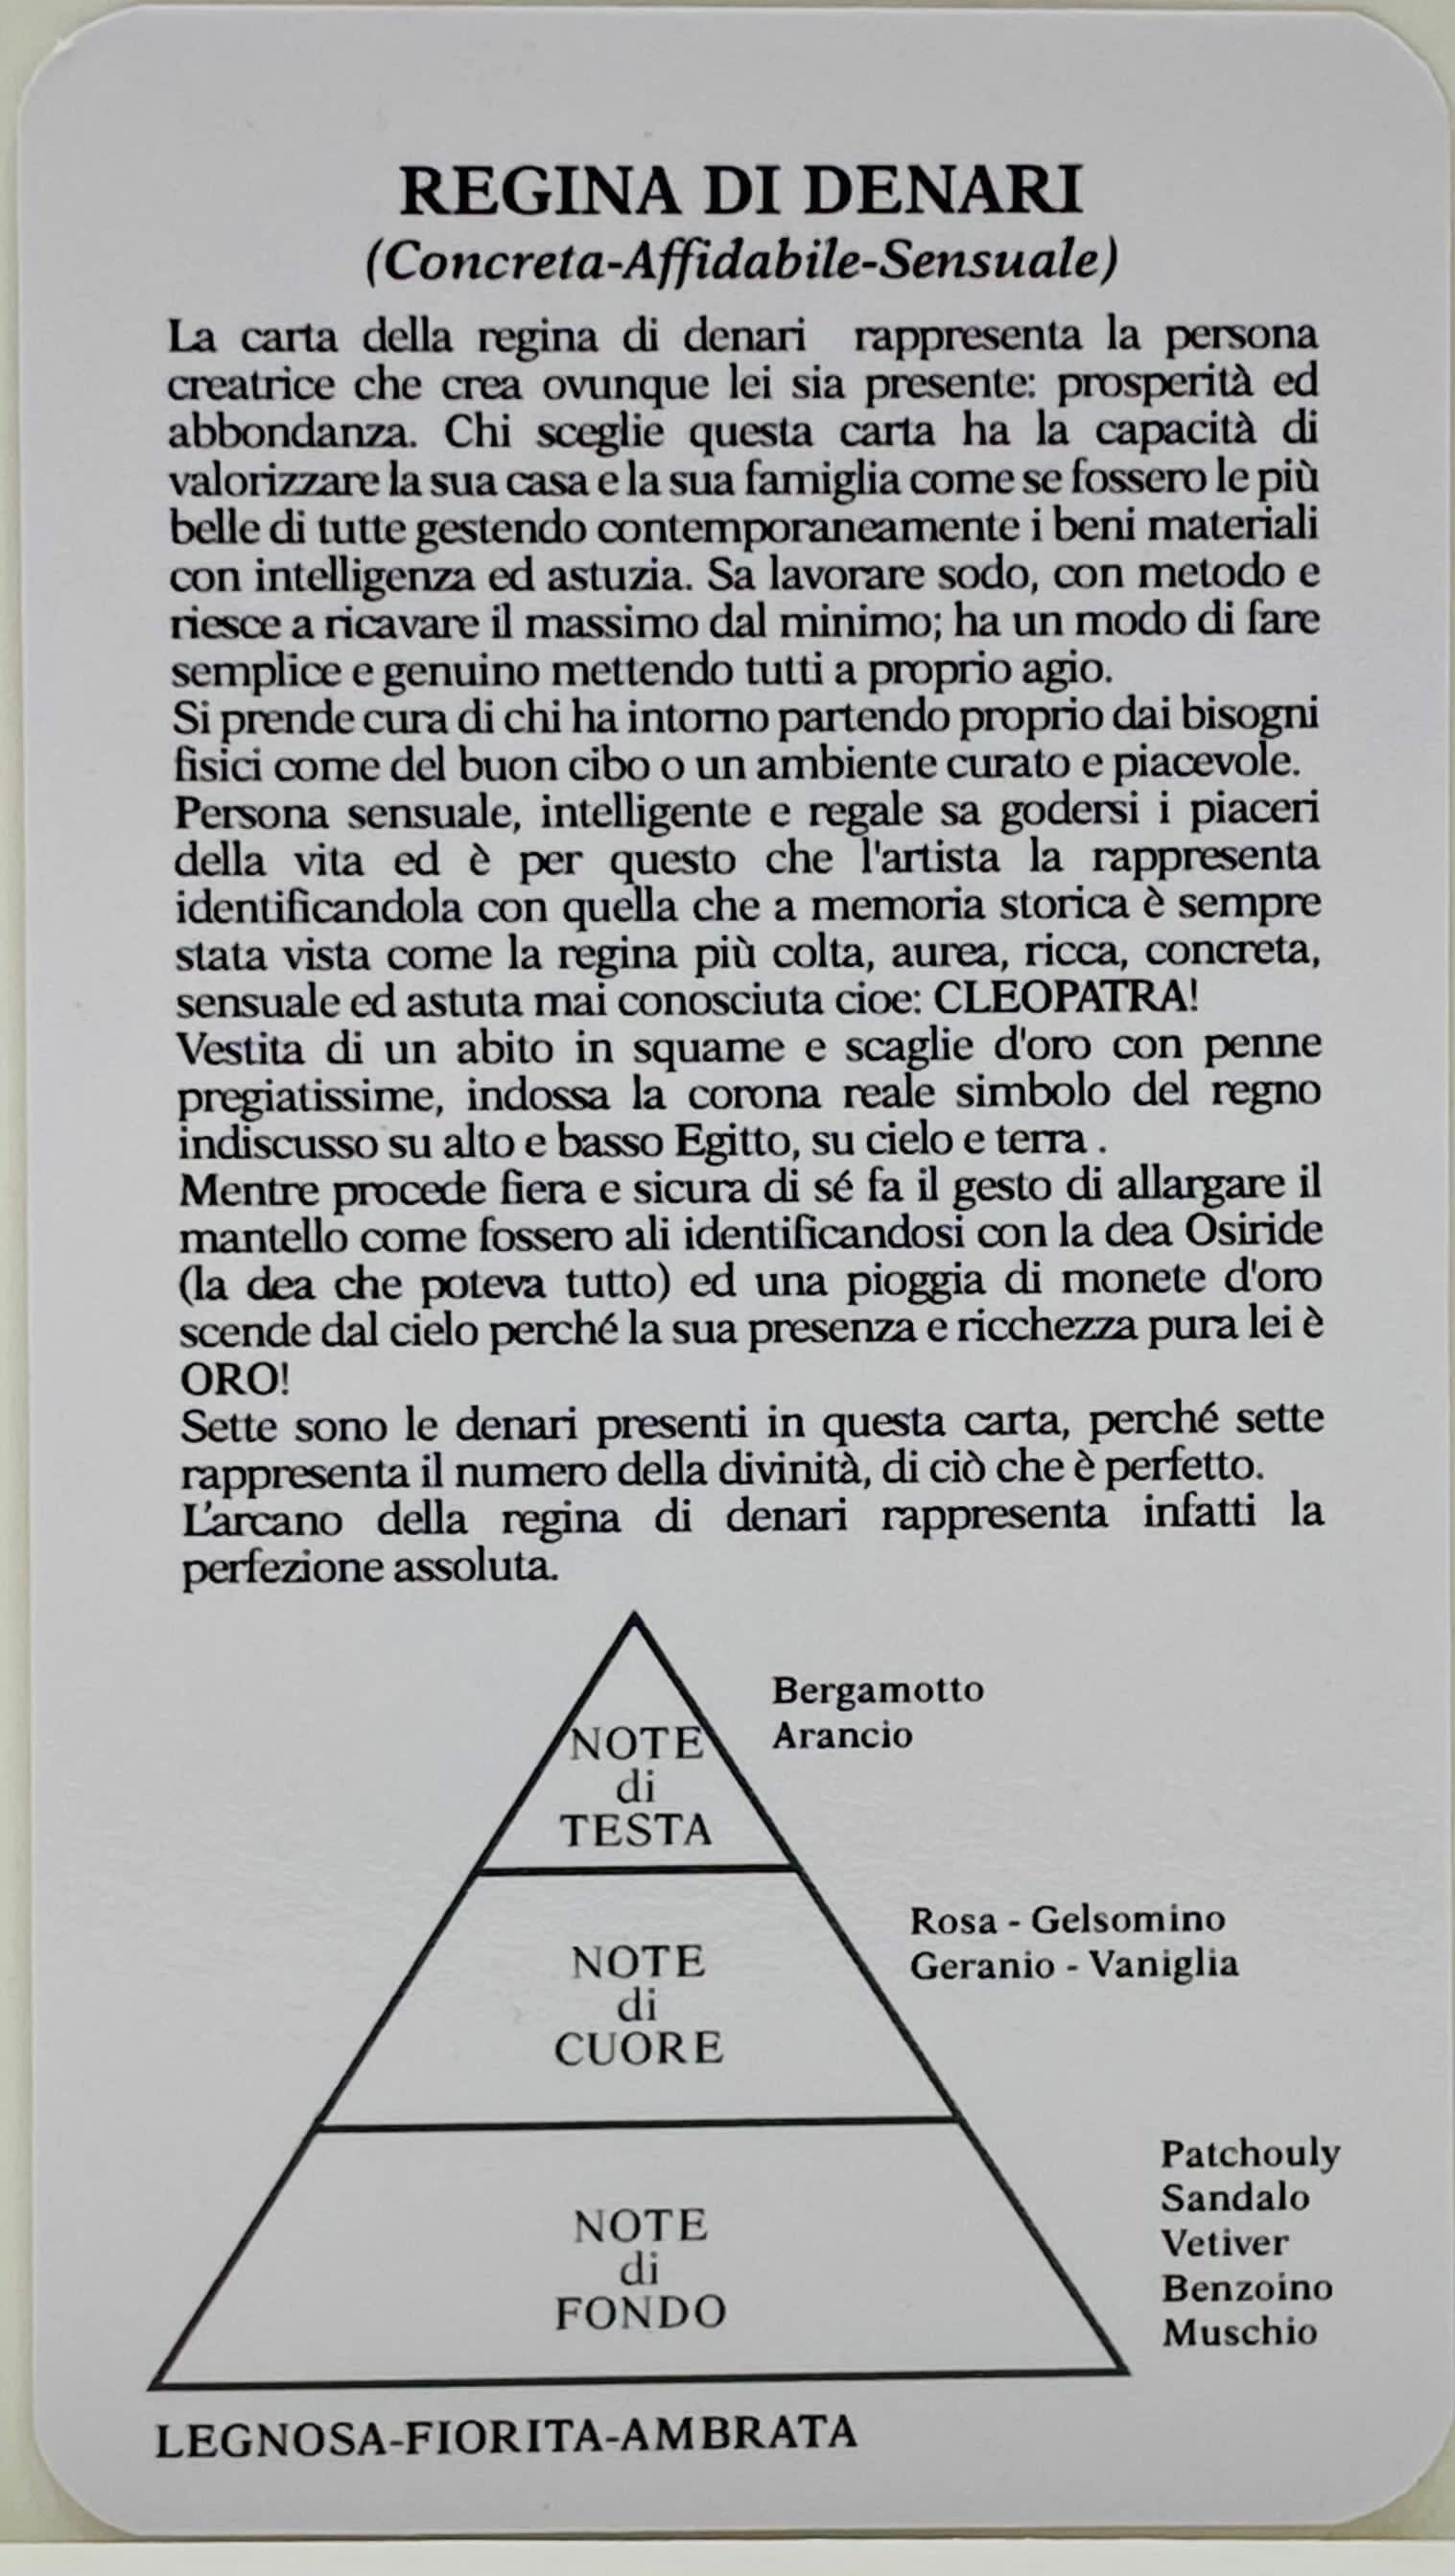 REGINA DI DENARI
(Concreta-Affidabile-Sensuale)
La carta della regina di denari rappresenta la persona
creatrice che crea ovunque lei sia presente: prosperità ed
abbondanza. Chi sceglie questa carta ha la capacità di
valorizzare la sua casa e la sua famiglia come se fossero le più
belle di tutte gestendo contemporaneamente i beni materiali
con intelligenza ed astuzia. Sa lavorare sodo, con metodo e
riesce a ricavare il massimo dal minimo; ha un modo di fare
semplice e genuino mettendo tutti a proprio agio.
Si prende cura di chi ha intorno partendo proprio dai bisogni
fisici come del buon cibo o un ambiente curato e piacevole.
Persona sensuale, intelligente e regale sa godersi i piaceri
della vita ed è per questo che l'artista la rappresenta
identificandola con quella che a memoria storica è sempre
stata vista come la regina più colta, aurea, ricca, concreta,
sensuale ed astuta mai conosciuta cioe: CLEOPATRA!
Vestita di un abito in squame e scaglie d'oro con penne
pregiatissime, indossa la corona reale simbolo del regno
indiscusso su alto e basso Egitto, su cielo e terra .
Mentre procede fiera e sicura di sé fa il gesto di allargare il
mantello come fossero ali identificandosi con la dea Osiride
(la dea che poteva tutto) ed una pioggia di monete d'oro
scende dal cielo perché la sua presenza e ricchezza pura lei è
ORO!
Sette sono le denari presenti in questa carta, perché sette
rappresenta il numero della divinità, di ciò che è perfetto.
L'arcano della regina di denari rappresenta infatti la
perfezione assoluta.
NOTE
di
TESTA
Bergamotto
Arancio
NOTE
di
CUORE
Rosa - Gelsomino
Geranio - Vaniglia
NOTE
di
FONDO
Patchouly
Sandalo
Vetiver
Benzoino
Muschio
LEGNOSA-FIORITA-AMBRATA